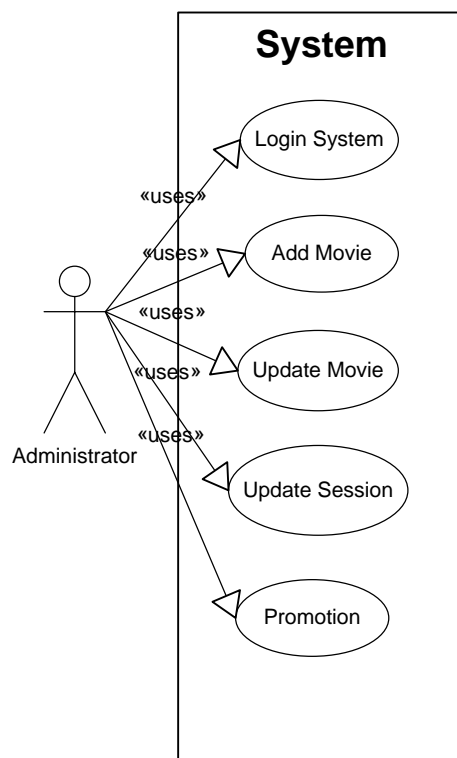 System
Login System
«uses»
Add Movie
«uses»
«uses»
Update Movie
«uses»
Administrator
«uses»
Update Session
Promotion